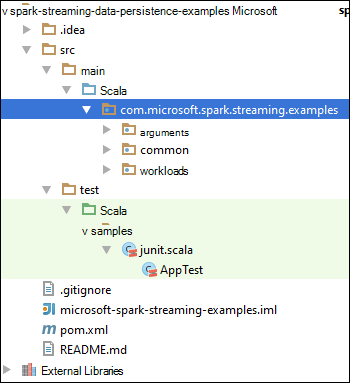 v spark-streaming-data-persistence-examples Microsoft sp
.idea
src
main
Scala
com.microsoft.spark.streaming.examples
arguments
common
workloads
test
Scala
v samples
junit.scala
AppTest
.gitignore
microsoft-spark-streaming-examples.iml
pom.xml
README.md
External Libraries